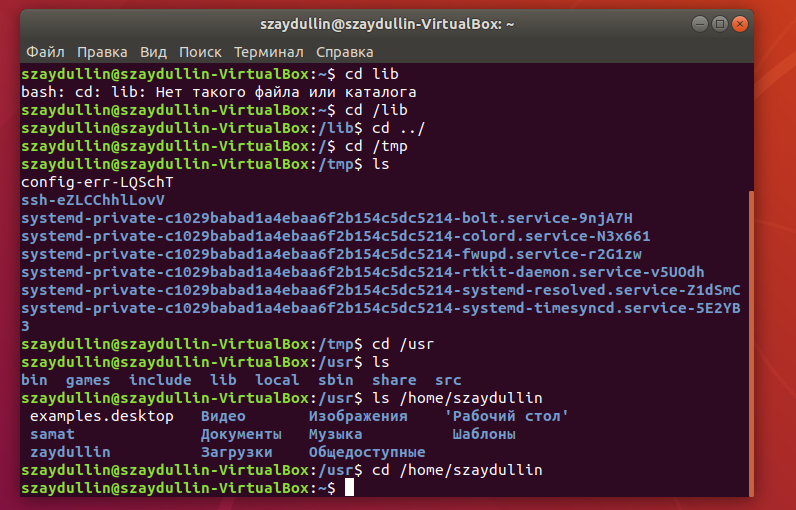 szaydullin@szaydullin-VirtualBox: ~
Файл Правка Вид Поиск Терминал Справка
szaydullin@szaydullin-VirtualBox:~$ cd lib
bash: cd: lib: Нет такого файла или каталога
szaydullin@szaydullin-VirtualBox:~$ cd /lib
szaydullin@szaydullin-VirtualBox:/lib$ cd ../
szaydullin@szaydullin-VirtualBox:/$ cd /tmp
szaydullin@szaydullin-VirtualBox:/tmp$ ls
config-err-LQSchT
ssh-eZLCChhlLovV
systemd-private-c1029babad1a4ebaa6f2b154c5dc5214-bolt.service-9njA7H
systemd-private-c1029babad1a4ebaa6f2b154c5dc5214-colord.service-N3x661
systemd-private-c1029babad1a4ebaa6f2b154c5dc5214-fwupd.service-r2G1zw
systemd-private-c1029babad1a4ebaa6f2b154c5dc5214-rtkit-daemon.service-v5UOdh
systemd-private-c1029babad1a4ebaa6f2b154c5dc5214-systemd-resolved.service-Z1dSmC
systemd-private-c1029babad1a4ebaa6f2b154c5dc5214-systemd-timesyncd.service-5E2YB
3
szaydullin@szaydullin-VirtualBox:/tmp$ cd /usr
szaydullin@szaydullin-VirtualBox:/usr$ ls
bin games include lib local sbin share src
szaydullin@szaydullin-VirtualBox:/usr$ ls /home/szaydullin
examples.desktop Видео Изображения 'Рабочий стол'
samat Документы Музыка Шаблоны
zaydullin Загрузки Общедоступные
szaydullin@szaydullin-VirtualBox:/usr$ cd /home/szaydullin
szaydullin@szaydullin-VirtualBox:~$